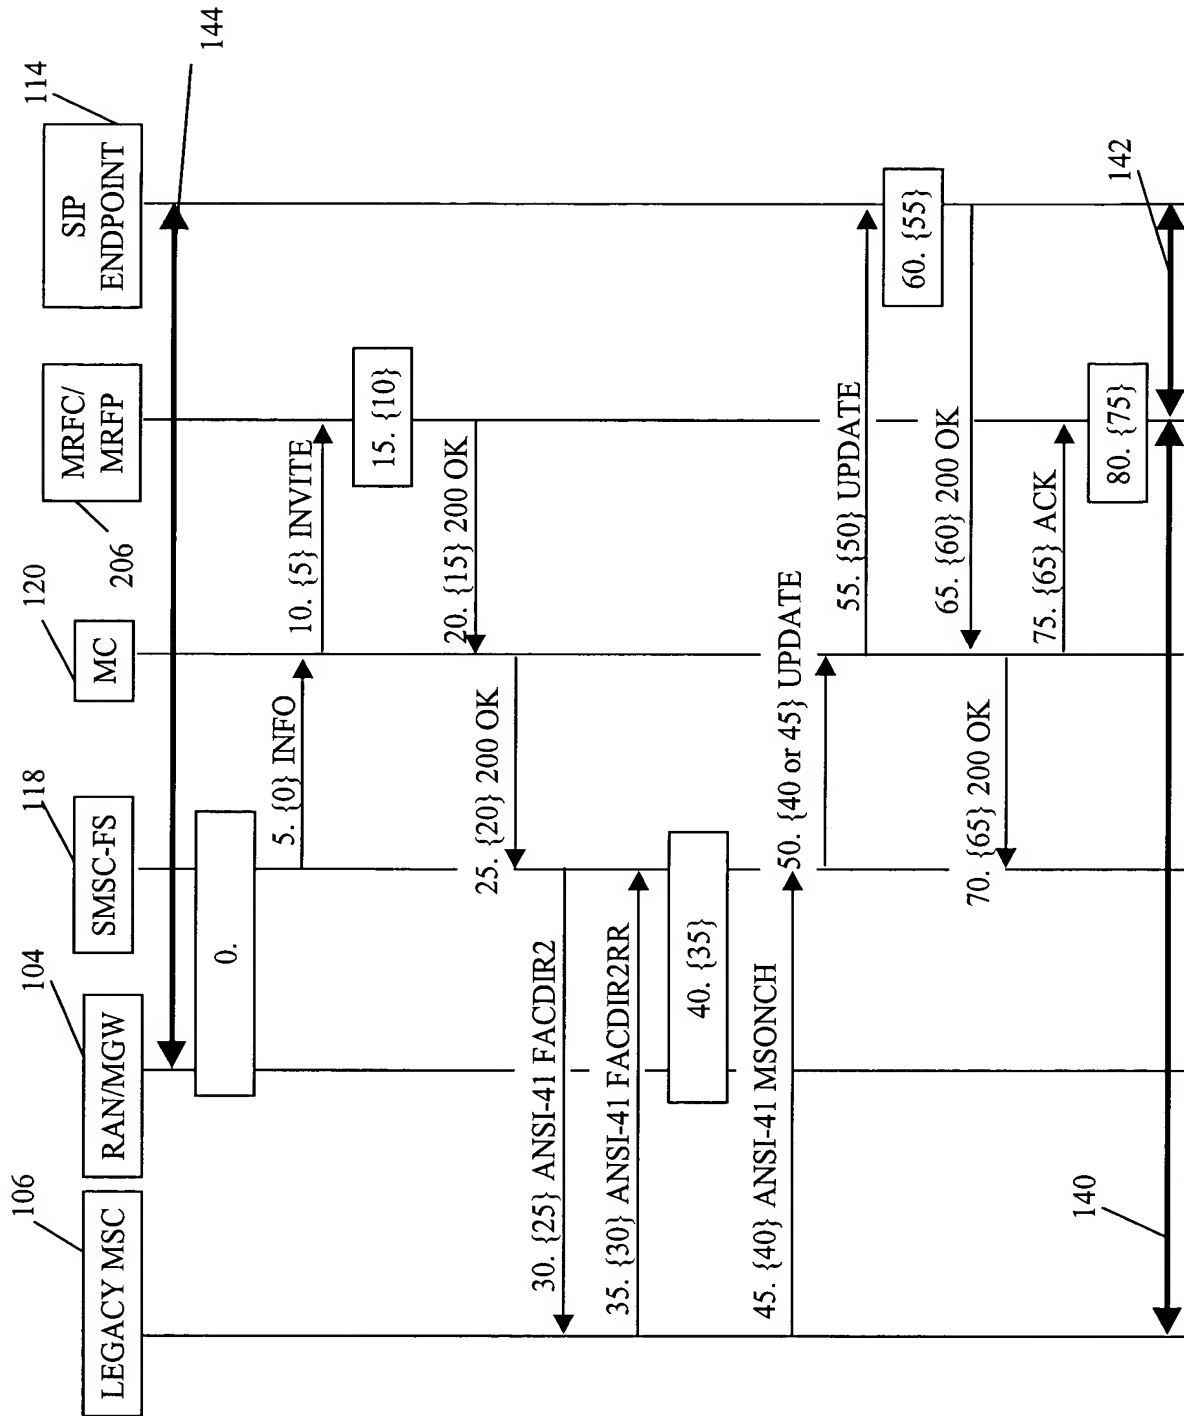 106
104
118
120
206
114
144
LEGACY MSC
RAN/MGW
SMSC-FS
MC
MRFC/
MRFP
SIP
ENDPOINT
0.
5. {0} INFO
10. {5} INVITE
15. {10}
20. {15} 200 OK
25. {20} 200 OK
30. {25} ANSI-41 FACDIR2
35. {30} ANSI-41 FACDIR2RR
40. {35}
45. {40} ANSI-41 MSONCH
50. {40 or 45} UPDATE
55. {50} UPDATE
60. {55}
65. {60} 200 OK
70. {65} 200 OK
75. {65} ACK
80. {75}
140
142